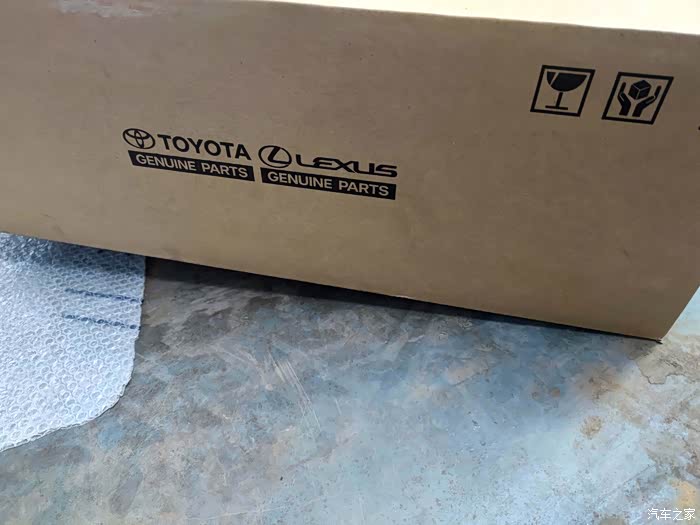 TOYOTA
GENUINE PARTS
LEXUS
GENUINE PARTS
汽车之家